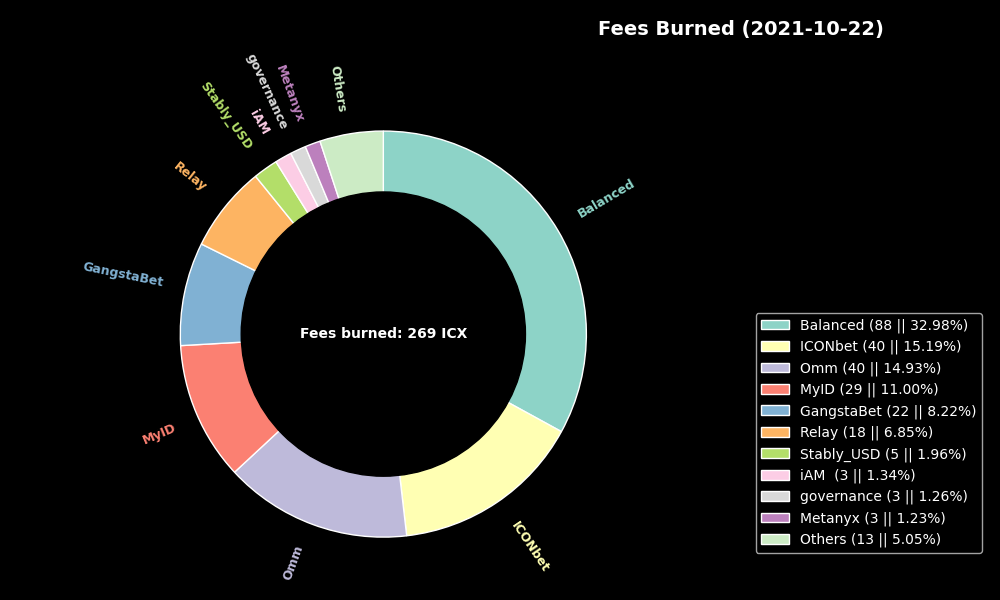 Fees Burned (2021-10-22)
Others
Metanyx
governance
iAM
Stably_USD
Relay
Balanced
GangstaBet
Fees burned: 269 ICX
MyID
ICONbet
Omm
Balanced (88 || 32.98%)
ICONbet (40 || 15.19%)
Omm (40 || 14.93%)
MyID (29 || 11.00%)
GangstaBet (22 || 8.22%)
Relay (18 || 6.85%)
Stably_USD (5 || 1.96%)
iAM  (3 || 1.34%)
governance (3 || 1.26%)
Metanyx (3 || 1.23%)
Others (13 || 5.05%)